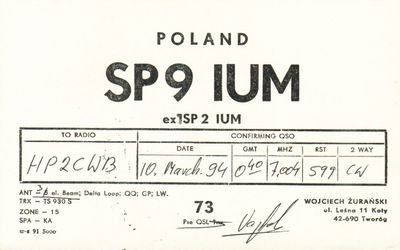 POLAND
SP9 IUM
ex SP2 IUM
TO RADIO CONFIRMING QSO
DATE GMT MHZ RST 2 WAY
HP2CWB 10. March. 94 040 7,004 599 CW
ANT 3 el. Beam; Delta Loop; QQ; GP; LW.
TRX - TS 930 S
ZONE - 15
SPA - KA
73
Pse QSL Tnx
WOJCIECH ŻURAŃSKI
ul. Leśna 11 Koty
42-690 Tworóg